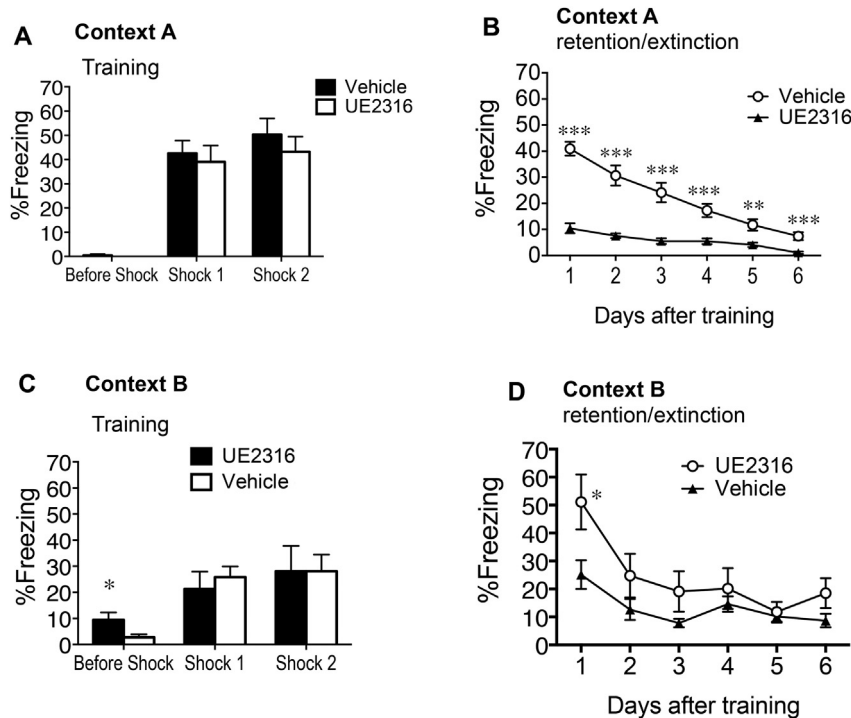 A Context A
Training
70
60
50
40
30
20
10
0
%Freezing
Vehicle
UE2316
Before Shock Shock 1 Shock 2
B Context A
retention/extinction
70
60
50
40
30
20
10
0
%Freezing
Vehicle
UE2316
*** *** *** *** ** ***
1 2 3 4 5 6
Days after training
C Context B
Training
70
60
50
40
30
20
10
0
%Freezing
UE2316
Vehicle
*
Before Shock Shock 1 Shock 2
D Context B
retention/extinction
70
60
50
40
30
20
10
0
%Freezing
UE2316
Vehicle
*
1 2 3 4 5 6
Days after training